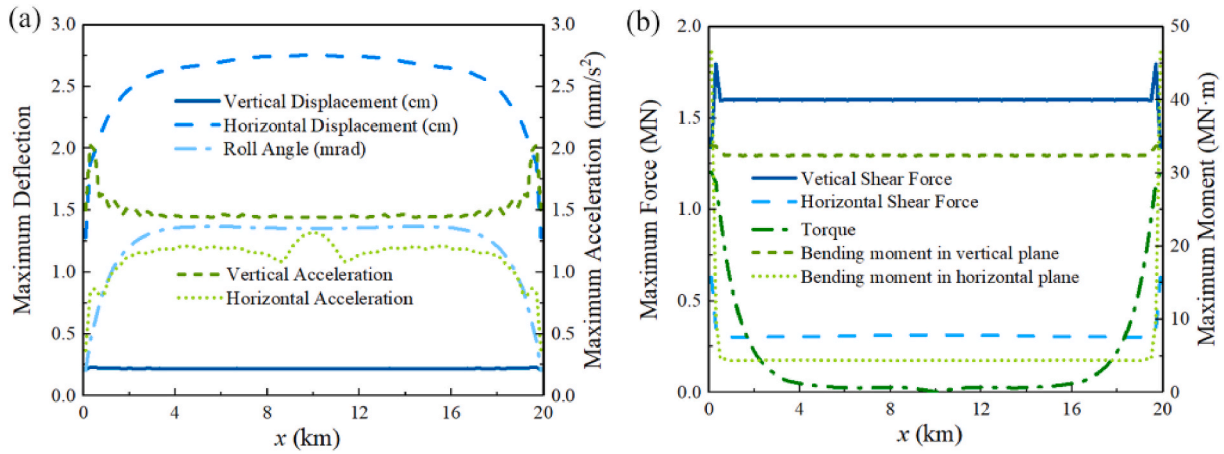 (a)
3.0
2.5
2.0
1.5
1.0
0.5
0.0
Maximum Deflection
Vertical Displacement (cm)
Horizontal Displacement (cm)
Roll Angle (mrad)
Vertical Acceleration
Horizontal Acceleration
3.0
2.5
2.0
1.5
1.0
0.5
0.0
Maximum Acceleration (mm/s²)
0 4 8 12 16 20
x (km)
(b)
2.0
1.5
1.0
0.5
0.0
Maximum Force (MN)
Vetical Shear Force
Horizontal Shear Force
Torque
Bending moment in vertical plane
Bending moment in horizontal plane
50
40
30
20
10
0
Maximum Moment (MN·m)
0 4 8 12 16 20
x (km)